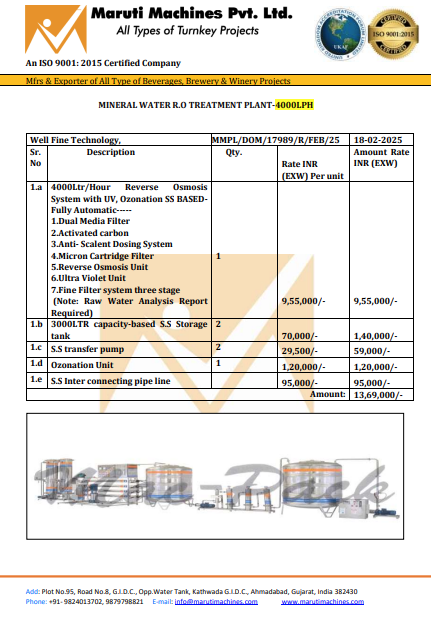 Maruti Machines Pvt. Ltd.
All Types of Turnkey Projects
UKAF
CERTIFIED
ISO 9001:2015
CERTIFIED
An ISO 9001: 2015 Certified Company
Mfrs & Exporter of All Type of Beverages, Brewery & Winery Projects
MINERAL WATER R.O TREATMENT PLANT-4000LPH
Well Fine Technology, MMPL/DOM/17989/R/FEB/25 18-02-2025
Sr. No Description Qty. Rate INR (EXW) Per unit Amount Rate INR (EXW)
1.a 4000Ltr/Hour Reverse Osmosis
System with UV, Ozonation SS BASED-
Fully Automatic-----
1.Dual Media Filter
2.Activated carbon
3.Anti- Scalent Dosing System
4.Micron Cartridge Filter 1
5.Reverse Osmosis Unit
6.Ultra Violet Unit
7.Fine Filter system three stage
(Note: Raw Water Analysis Report
Required) 9,55,000/- 9,55,000/-
1.b 3000LTR capacity-based S.S Storage
tank 2 70,000/- 1,40,000/-
1.c S.S transfer pump 2 29,500/- 59,000/-
1.d Ozonation Unit 1 1,20,000/- 1,20,000/-
1.e S.S Inter connecting pipe line 95,000/- 95,000/-
Amount: 13,69,000/-
Add: Plot No.95, Road No.8, G.I.D.C., Opp.Water Tank, Kathwada G.I.D.C., Ahmadabad, Gujarat, India 382430
Phone: +91- 9824013702, 9879798821 E-mail: info@marutimachines.com www.marutimachines.com